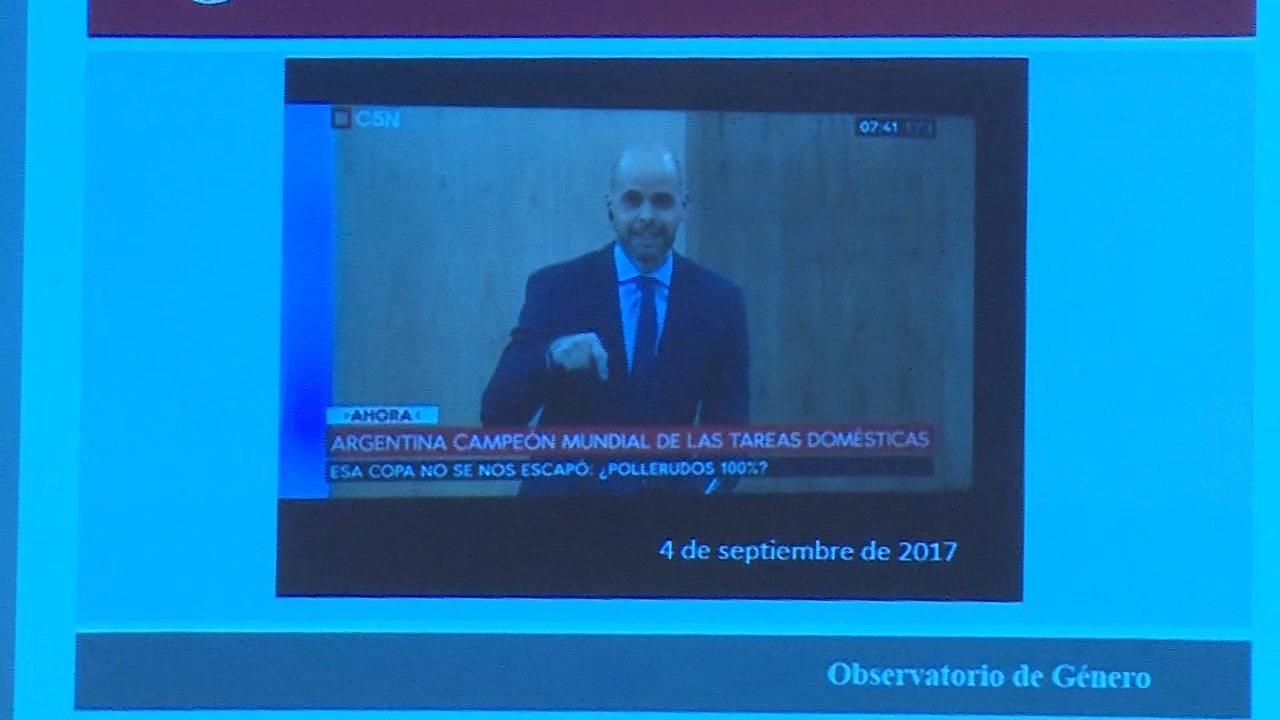 C5N
07:41
AHORA
ARGENTINA CAMPEÓN MUNDIAL DE LAS TAREAS DOMÉSTICAS
ESA COPA NO SE NOS ESCAPÓ: ¿POLLERUDOS 100%?
4 de septiembre de 2017
Observatorio de Género